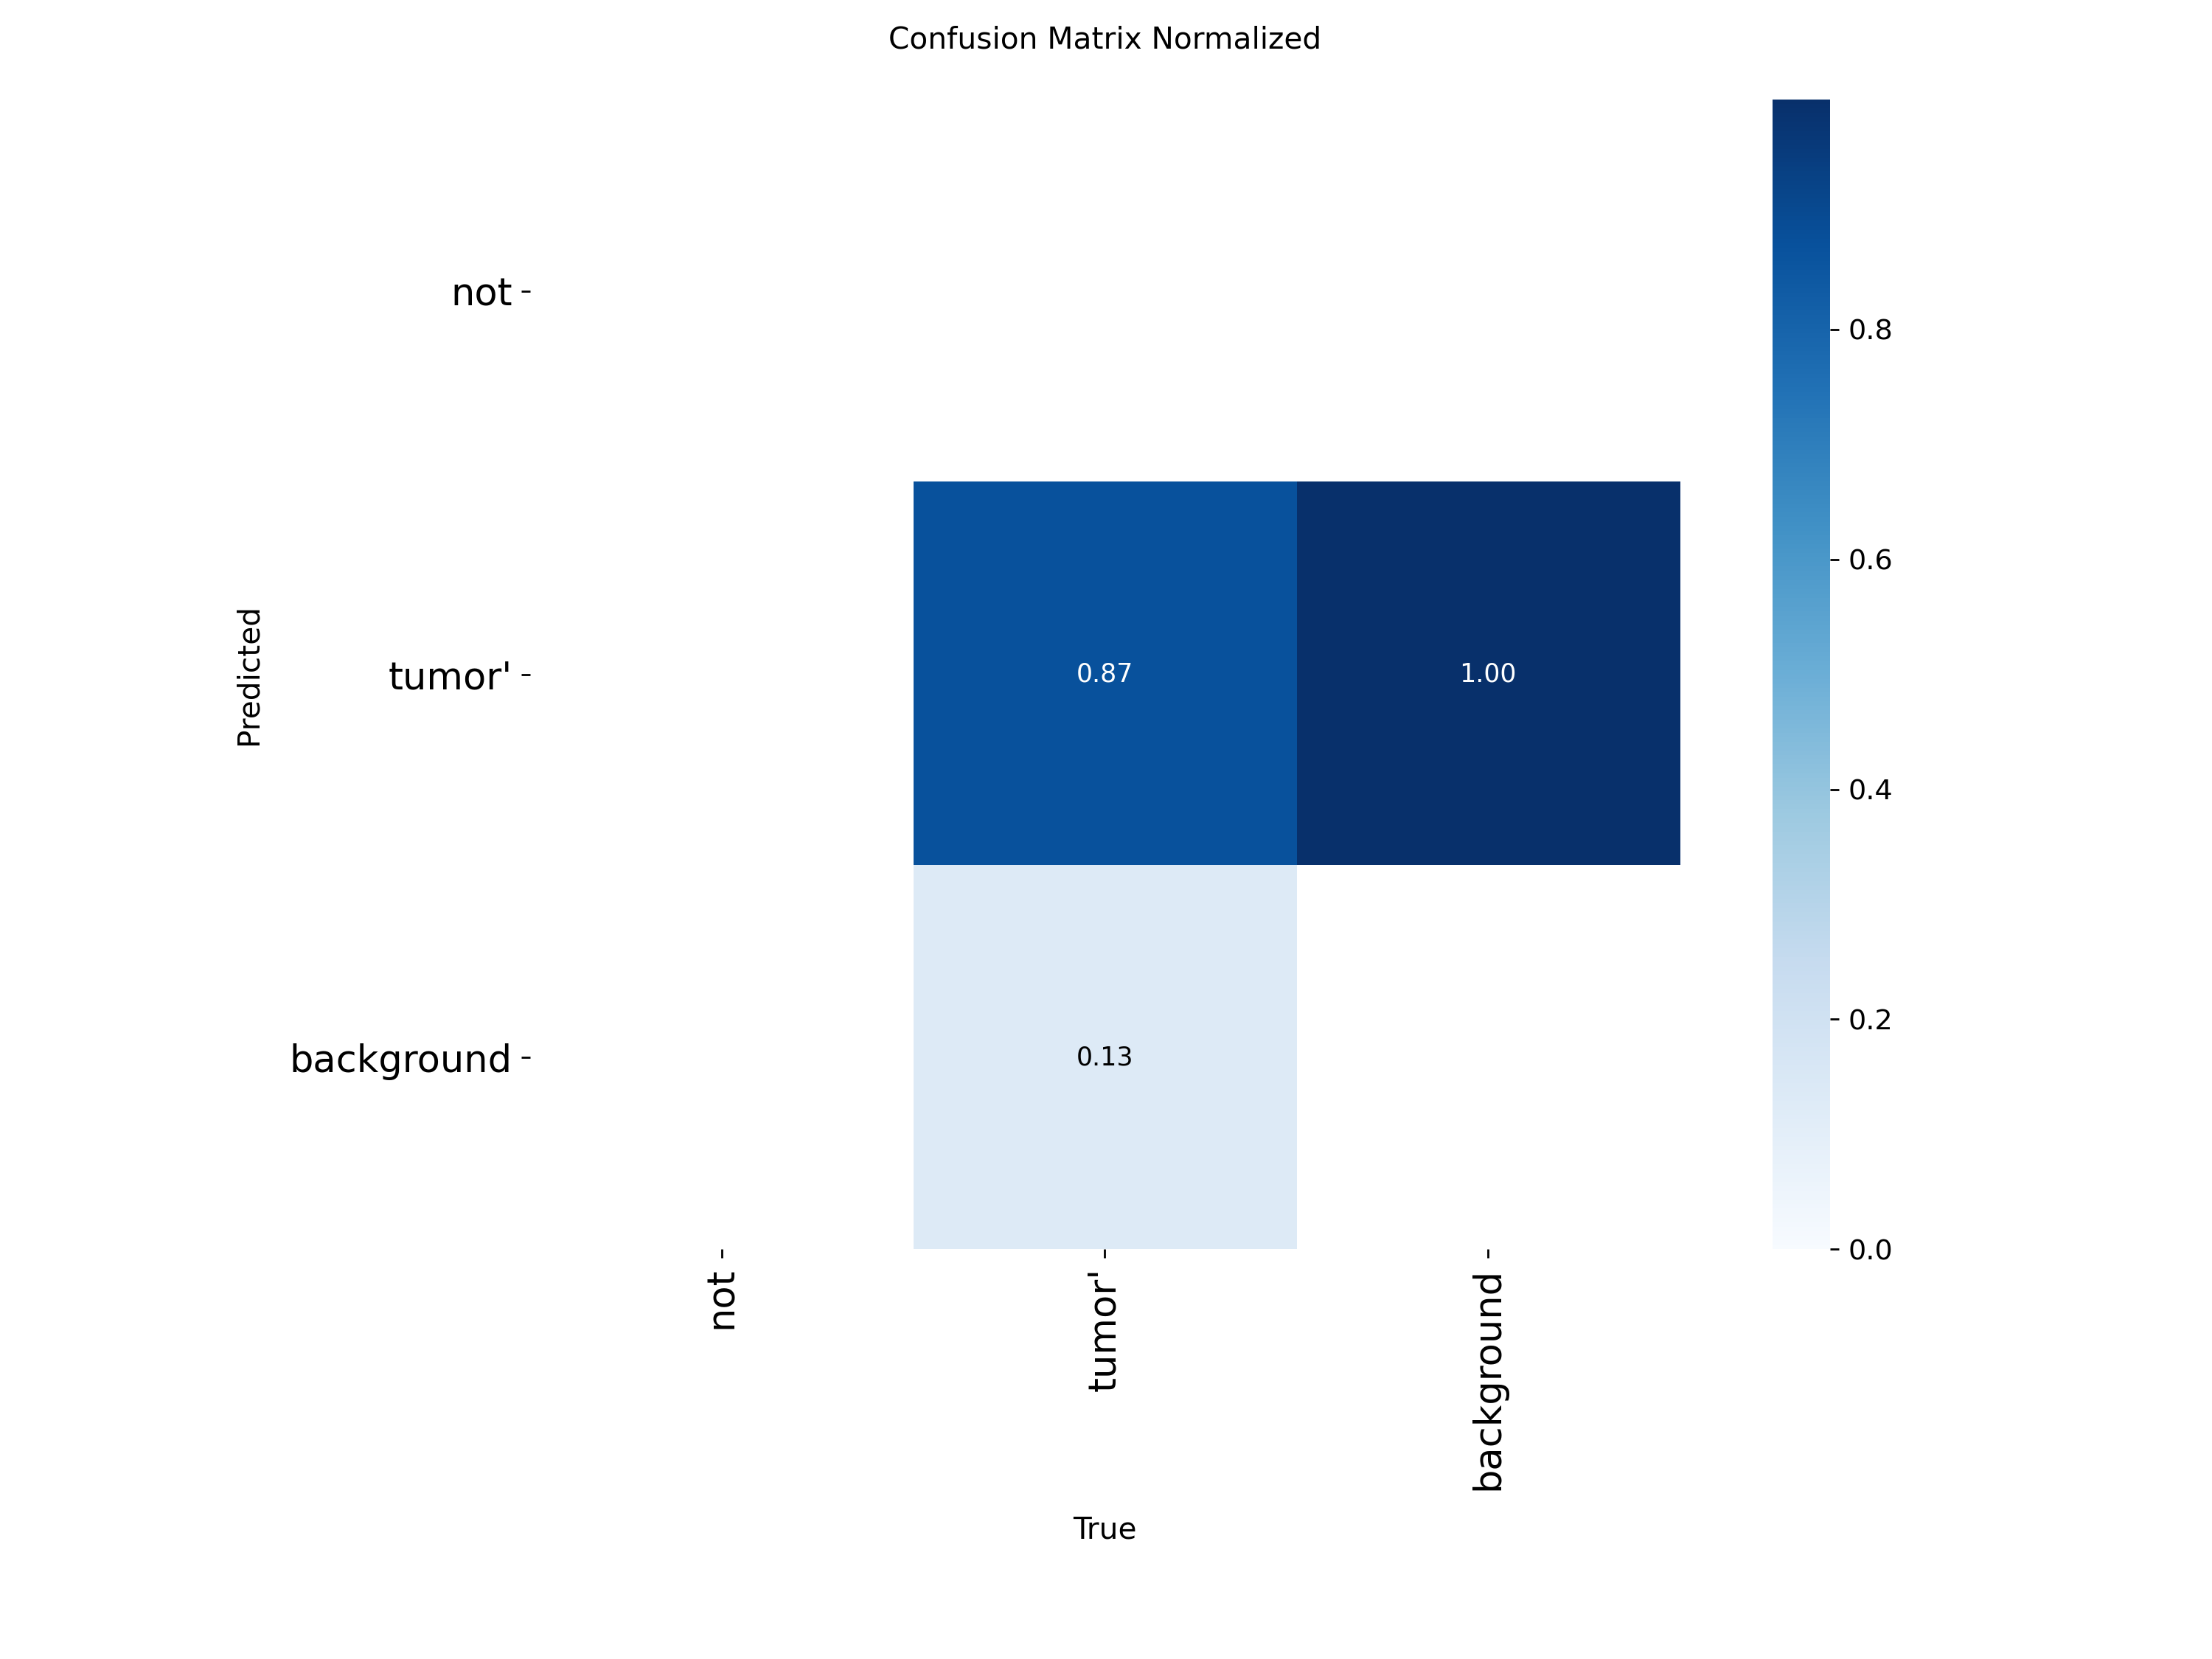 Confusion Matrix Normalized
not
tumor'
background
Predicted
0.87
1.00
0.13
not
tumor'
background
True
0.8
0.6
0.4
0.2
0.0